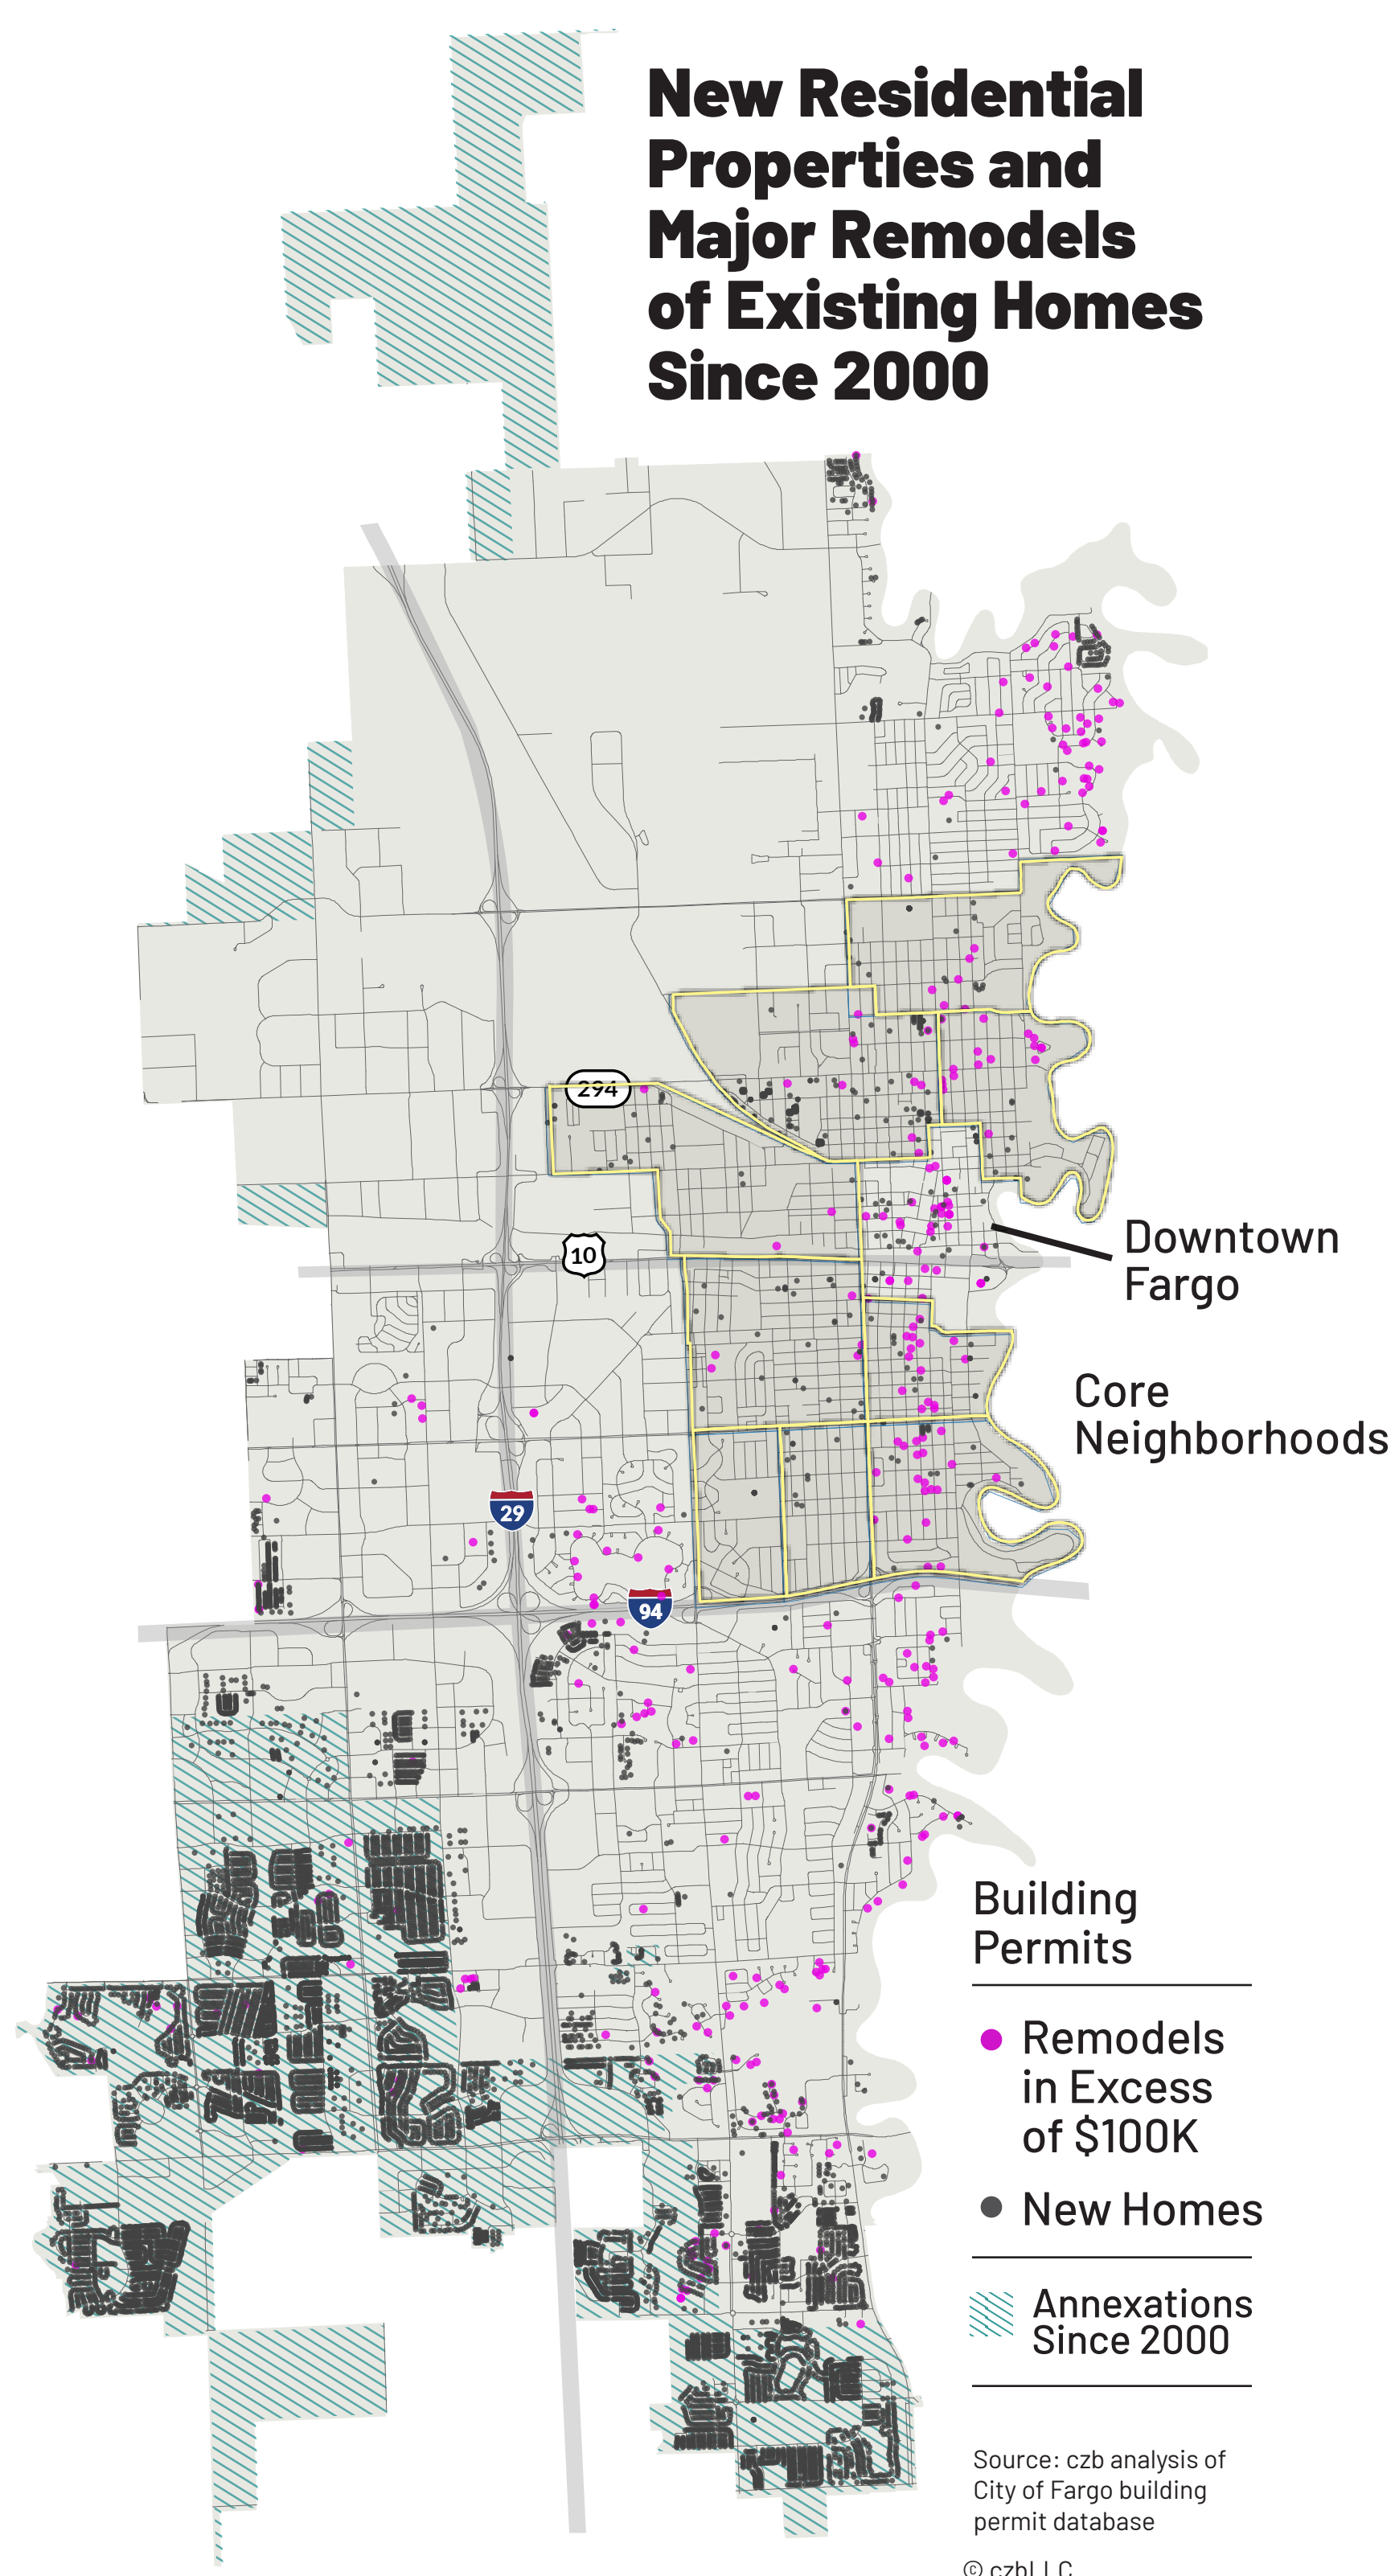 New Residential
Properties and
Major Remodels
of Existing Homes
Since 2000
294
10
Downtown
Fargo
Core
Neighborhoods
29
94
Building
Permits
Remodels
in Excess
of $100K
New Homes
Annexations
Since 2000
Source: czb analysis of
City of Fargo building
permit database
© czbLLC